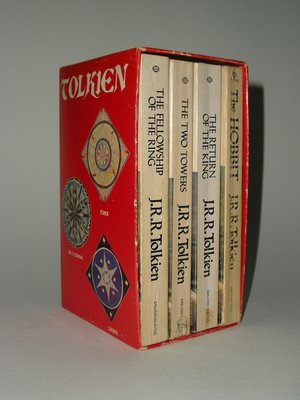 TOLKIEN
THE FELLOWSHIP
OF THE RING
J.R.R. Tolkien
THE TWO TOWERS
J.R.R. Tolkien
THE RETURN
OF THE KING
J.R.R. Tolkien
The HOBBIT
J.R.R. Tolkien